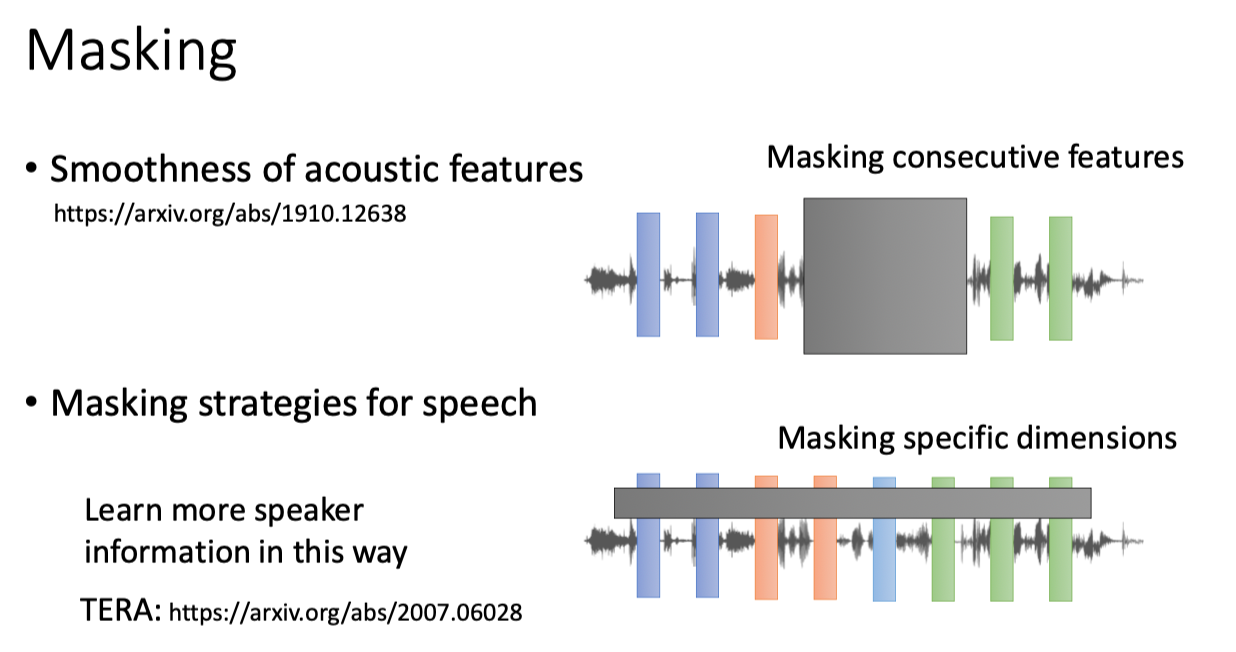 Masking
• Smoothness of acoustic features
https://arxiv.org/abs/1910.12638
Masking consecutive features
• Masking strategies for speech
Masking specific dimensions
Learn more speaker
information in this way
TERA: https://arxiv.org/abs/2007.06028